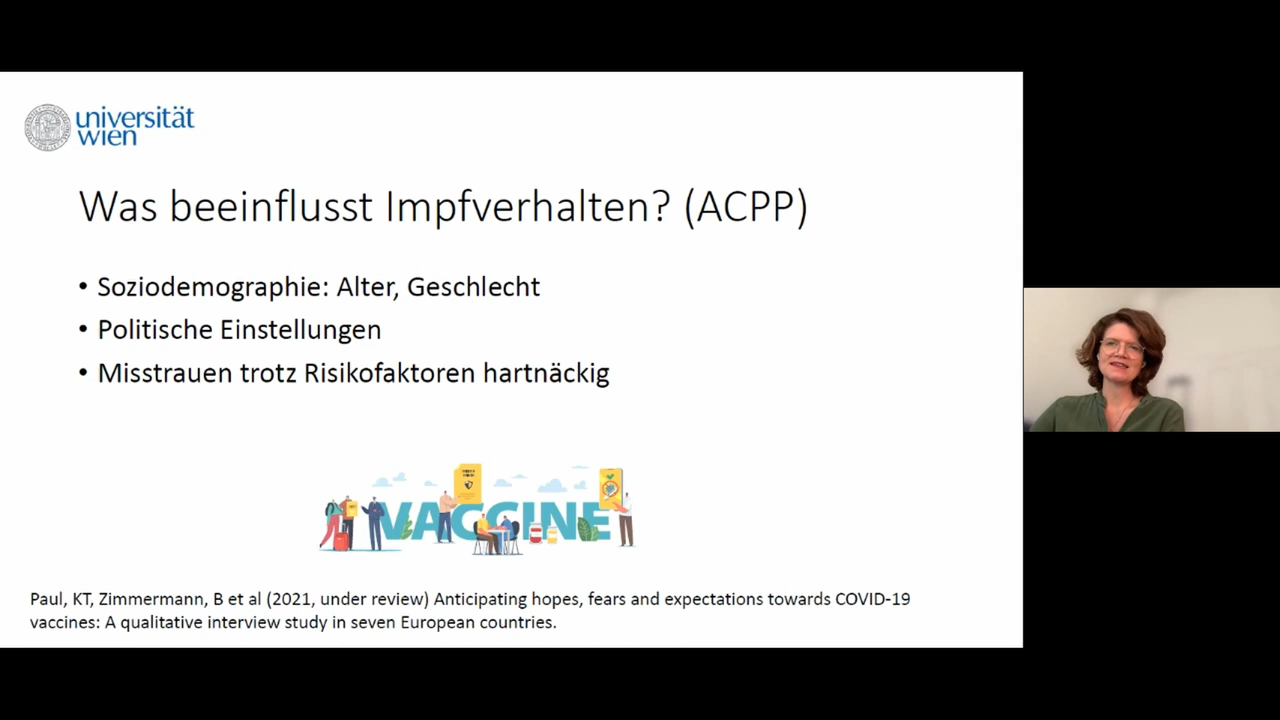 universität
wien
Was beeinflusst Impfverhalten? (ACPP)
• Soziodemographie: Alter, Geschlecht
• Politische Einstellungen
• Misstrauen trotz Risikofaktoren hartnäckig
VACCINE
Paul, KT, Zimmermann, B et al (2021, under review) Anticipating hopes, fears and expectations towards COVID-19
vaccines: A qualitative interview study in seven European countries.